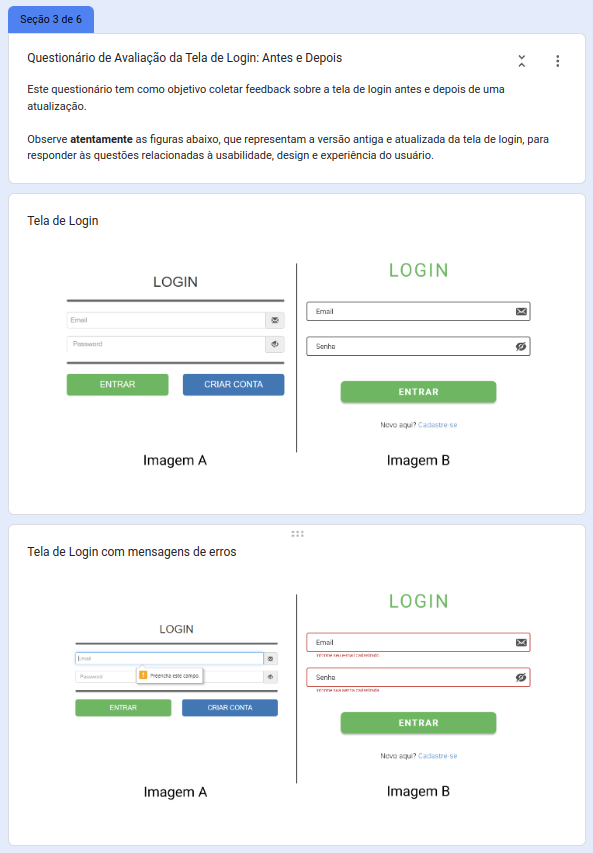 Seção 3 de 6
Questionário de Avaliação da Tela de Login: Antes e Depois
Este questionário tem como objetivo coletar feedback sobre a tela de login antes e depois de uma
atualização.
Observe atentamente as figuras abaixo, que representam a versão antiga e atualizada da tela de login, para
responder às questões relacionadas à usabilidade, design e experiência do usuário.
Tela de Login
LOGIN
Email
Password
ENTRAR CRIAR CONTA
Imagem A
LOGIN
Email
Senha
ENTRAR
Novo aqui? Cadastre-se
Imagem B
Tela de Login com mensagens de erros
LOGIN
Email
Preencha este campo.
Password
ENTRAR CRIAR CONTA
Imagem A
LOGIN
Email
Senha
ENTRAR
Novo aqui? Cadastre-se
Imagem B